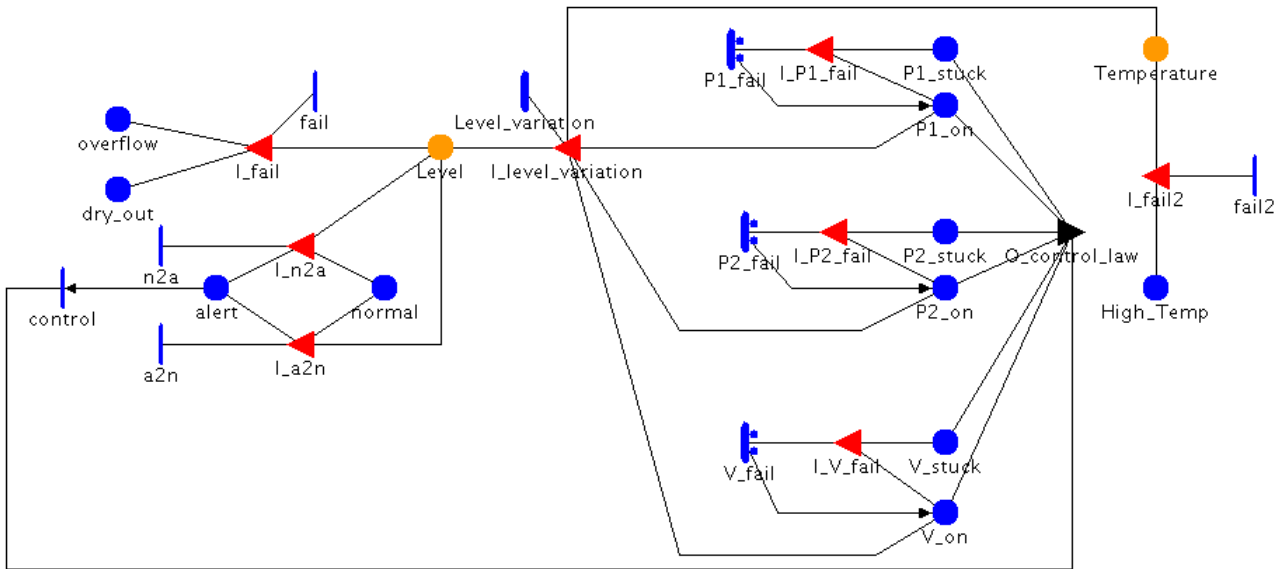 P1_fail
I_P1_fail
P1_stuck
Temperature
overflow
fail
Level_variation
P1_on
I_fail
Level
I_level_variation
dry_out
I_fail2
fail2
n2a
I_n2a
P2_fail
I_P2_fail
P2_stuck
O_control_law
control
alert
normal
P2_on
High_Temp
a2n
I_a2n
V_fail
I_V_fail
V_stuck
V_on